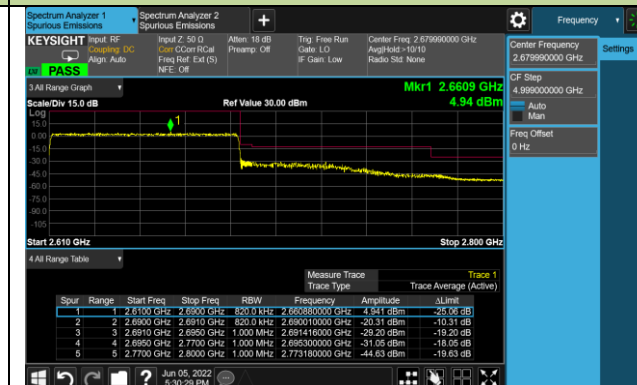 Spectrum Analyzer 1
Spurious Emissions
Spectrum Analyzer 2
Spurious Emissions
Frequency
KEYSIGHT
Input: RF
Coupling: DC
Align: Auto
Input Z: 50 Ω
Corr CCorr RCal
Freq Ref: Ext (S)
NFE: Off
Atten: 18 dB
Preamp: Off
Trig: Free Run
Gate: LO
IF Gain: Low
Center Freq: 2.679990000 GHz
Avg|Hold:>10/10
Radio Std: None
PASS
Center Frequency
2.679990000 GHz
Settings
CF Step
4.999000000 GHz
Auto
Man
Freq Offset
0 Hz
3 All Range Graph
Mkr1 2.6609 GHz
Scale/Div 15.0 dB
Ref Value 30.00 dBm
4.94 dBm
Log
15.0
0.00
-15.0
-30.0
-45.0
-60.0
-75.0
-90.0
-105
1
Start 2.610 GHz
Stop 2.800 GHz
4 All Range Table
Measure Trace Trace 1
Trace Type Trace Average (Active)
Spur Range Start Freq Stop Freq RBW Frequency Amplitude ΔLimit
1 1 2.6100 GHz 2.6900 GHz 820.0 kHz 2.660880000 GHz 4.941 dBm -25.06 dB
2 2 2.6900 GHz 2.6910 GHz 820.0 kHz 2.690010000 GHz -20.31 dBm -10.31 dB
3 3 2.6910 GHz 2.6950 GHz 1.000 MHz 2.691416000 GHz -29.20 dBm -19.20 dB
4 4 2.6950 GHz 2.7700 GHz 1.000 MHz 2.695300000 GHz -31.05 dBm -18.05 dB
5 5 2.7700 GHz 2.8000 GHz 1.000 MHz 2.773180000 GHz -44.63 dBm -19.63 dB
Jun 05, 2022
5:30:29 PM